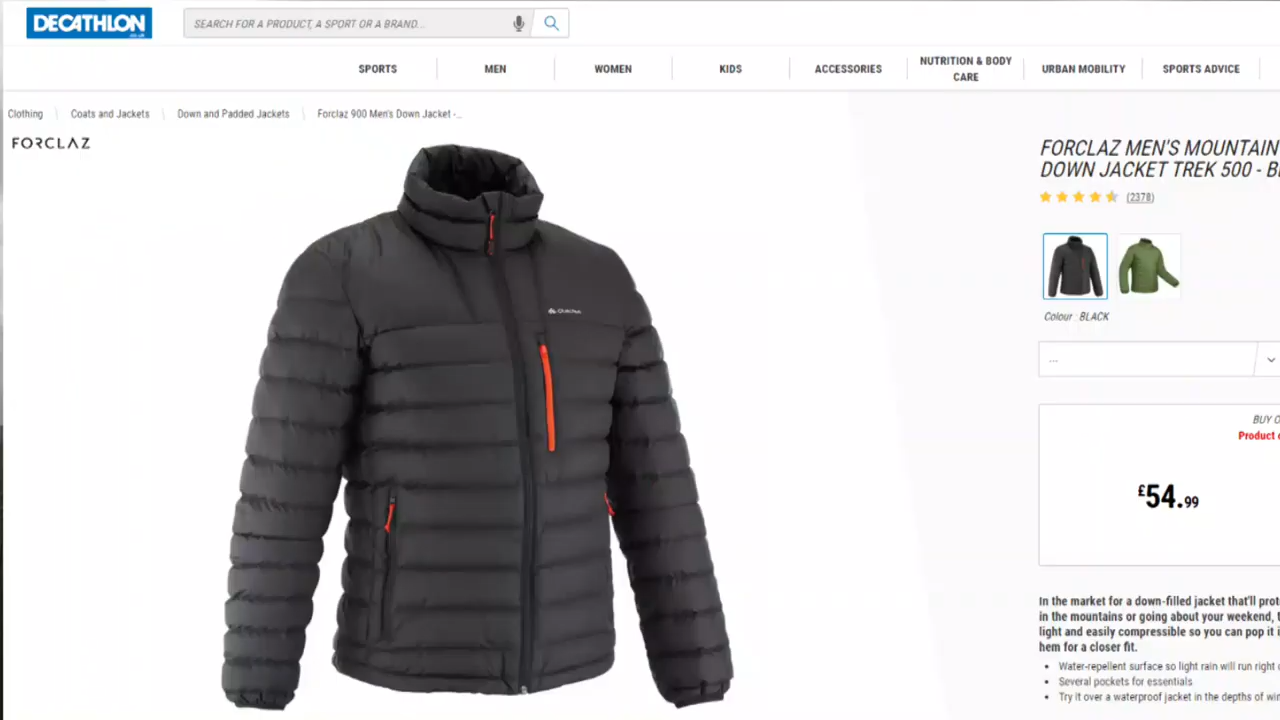 DECATHLON
SEARCH FOR A PRODUCT, A SPORT OR A BRAND...
SPORTS
MEN
WOMEN
KIDS
ACCESSORIES
NUTRITION & BODY
CARE
URBAN MOBILITY
SPORTS ADVICE
Clothing
Coats and Jackets
Down and Padded Jackets
Forclaz 900 Men's Down Jacket -...
FORCLAZ
FORCLAZ MEN'S MOUNTAIN
DOWN JACKET TREK 500 -
(2378)
Colour : BLACK
...
BUY
Product
£54.99
Quechua
In the market for a down-filled jacket that'll
in the mountains or going about your weekend,
light and easily compressible so you can pop it
hem for a closer fit.
• Water-repellent surface so light rain will run right
• Several pockets for essentials
• Try it over a waterproof jacket in the depths of